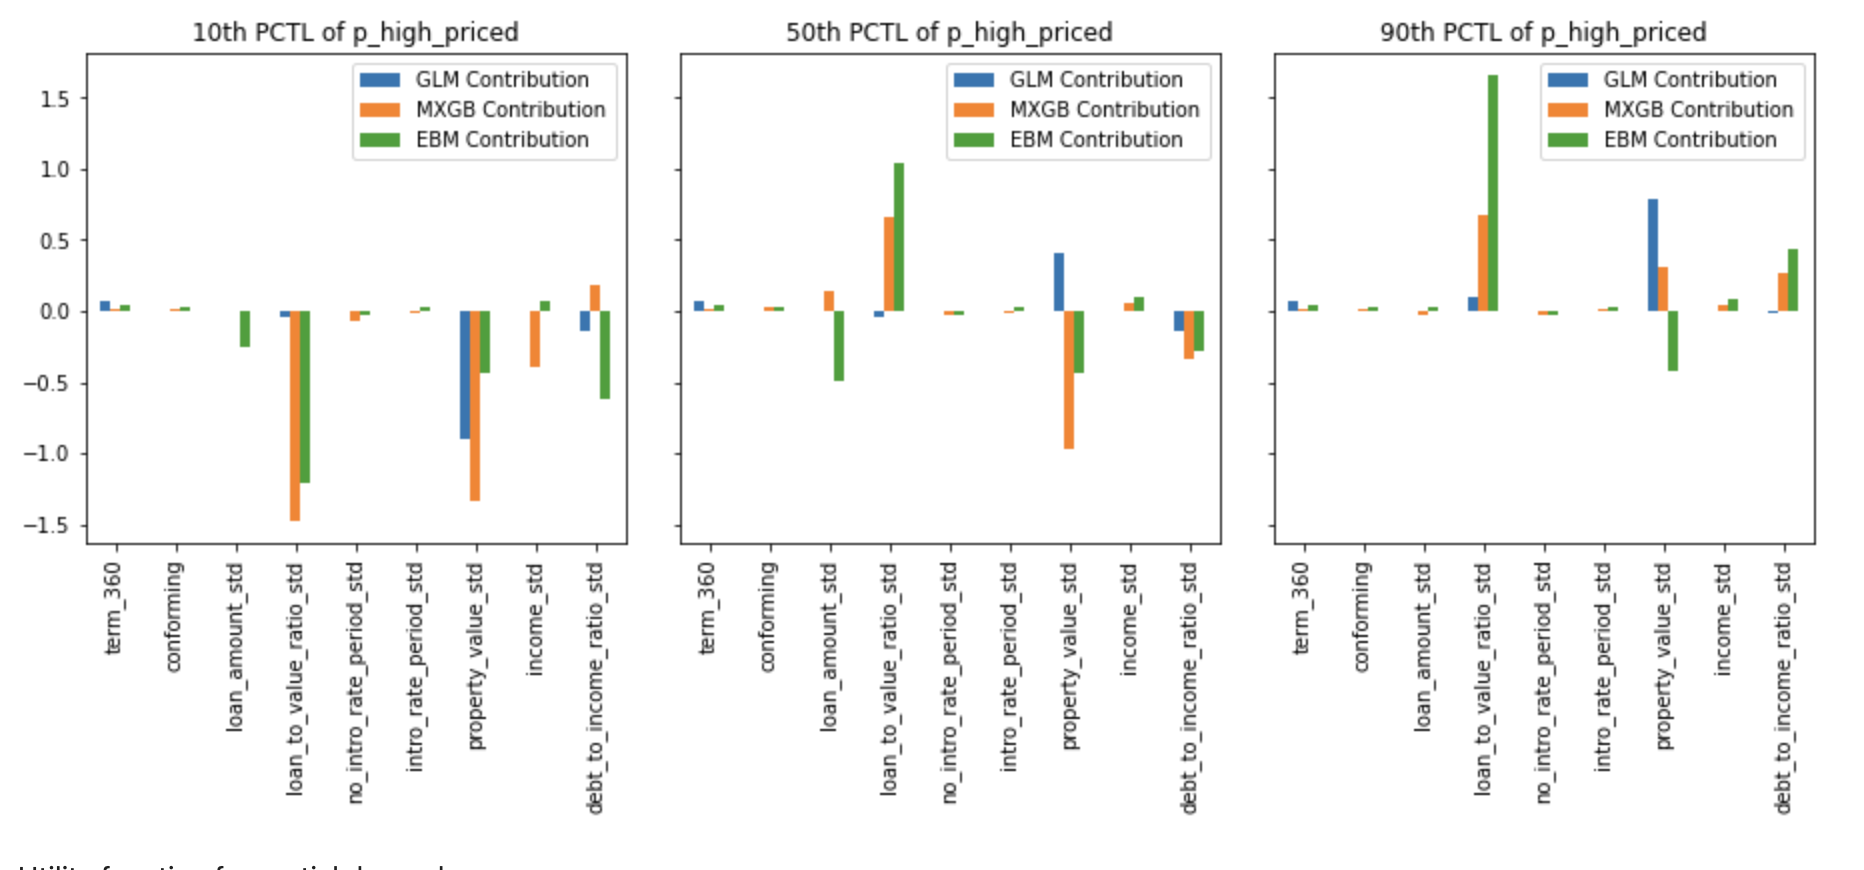 10th PCTL of p_high_priced
GLM Contribution
MXGB Contribution
EBM Contribution
1.5
1.0
0.5
0.0
−0.5
−1.0
−1.5
term_360
conforming
loan_amount_std
loan_to_value_ratio_std
no_intro_rate_period_std
intro_rate_period_std
property_value_std
income_std
debt_to_income_ratio_std
50th PCTL of p_high_priced
GLM Contribution
MXGB Contribution
EBM Contribution
term_360
conforming
loan_amount_std
loan_to_value_ratio_std
no_intro_rate_period_std
intro_rate_period_std
property_value_std
income_std
debt_to_income_ratio_std
90th PCTL of p_high_priced
GLM Contribution
MXGB Contribution
EBM Contribution
term_360
conforming
loan_amount_std
loan_to_value_ratio_std
no_intro_rate_period_std
intro_rate_period_std
property_value_std
income_std
debt_to_income_ratio_std